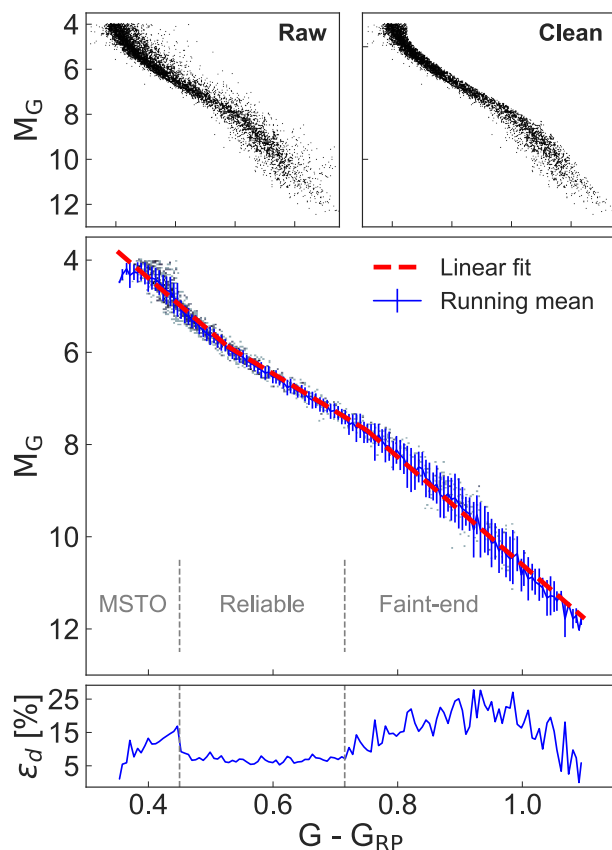 Raw
Clean
4
6
8
10
12
M_G
4
6
8
10
12
M_G
Linear fit
Running mean
MSTO
Reliable
Faint-end
25
15
5
ε_d [%]
0.4 0.6 0.8 1.0
G - G_RP